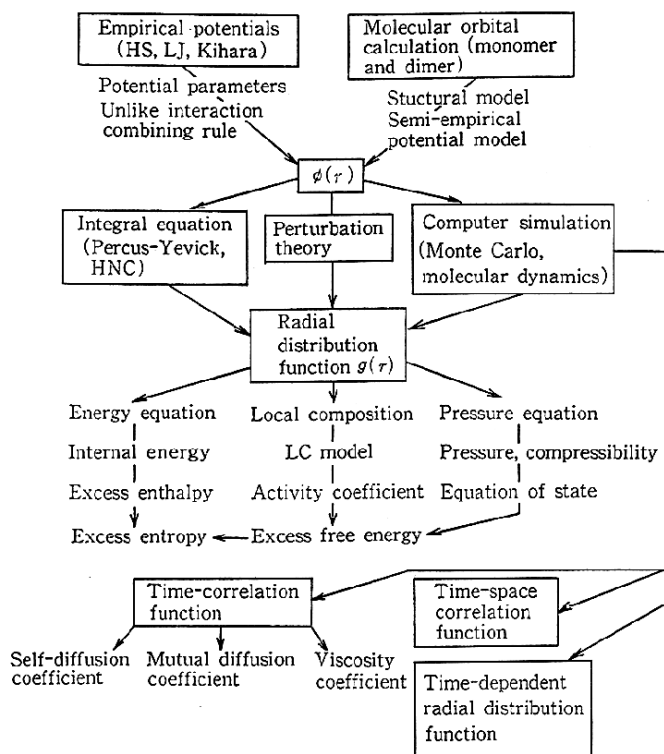 Empirical potentials
(HS, LJ, Kihara)
Molecular orbital
calculation (monomer
and dimer)
Potential parameters
Unlike interaction
combining rule
Stuctural model
Semi-empirical
potential model
φ(r)
Integral equation
(Percus-Yevick,
HNC)
Perturbation
theory
Computer simulation
(Monte Carlo,
molecular dynamics)
Radial
distribution
function g(r)
Energy equation
Local composition
Pressure equation
Internal energy
LC model
Pressure, compressibility
Excess enthalpy
Activity coefficient
Equation of state
Excess entropy
Excess free energy
Time-correlation
function
Time-space
correlation
function
Self-diffusion
coefficient
Mutual diffusion
coefficient
Viscosity
coefficient
Time-dependent
radial distribution
function